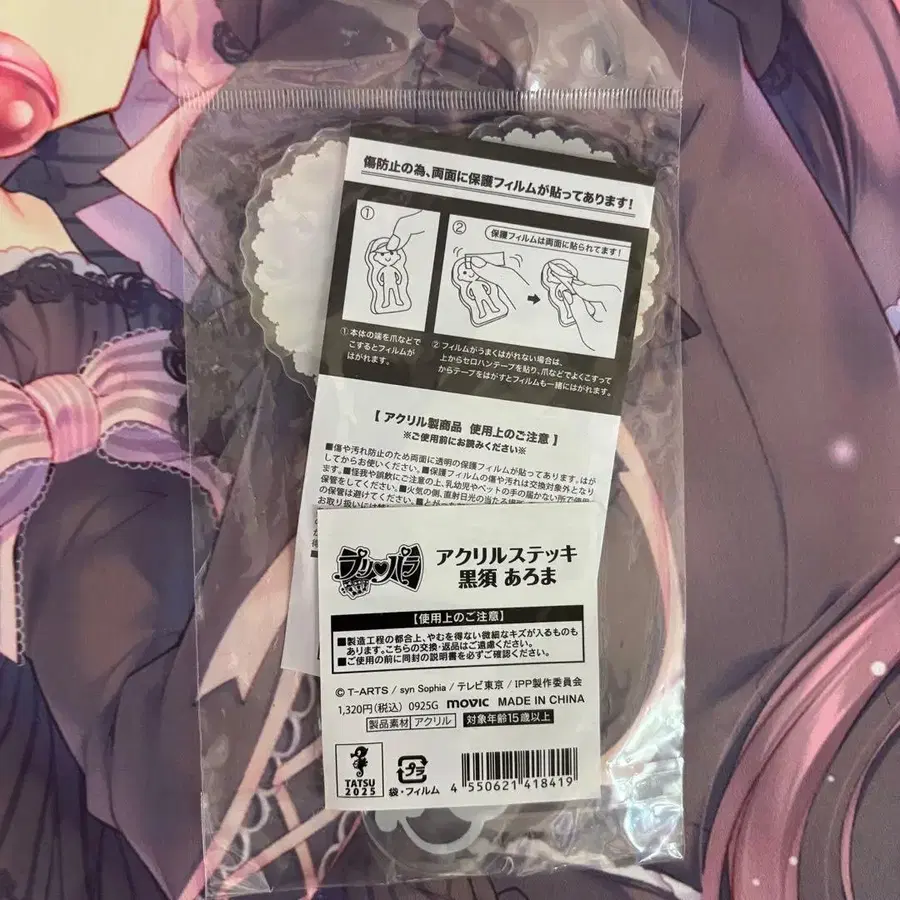 傷防止の為、両面に保護フィルムが貼ってあります!
①
②
保護フィルムは両面に貼られてます!
①本体の端を爪などで
こするとフィルムが
はがれます。
②フィルムがうまくはがれない場合は、
上からセロハンテープを貼り、爪などでよくこすって
からテープをはがすとフィルムも一緒にはがれます。
【 アクリル製商品 使用上のご注意 】
※ご使用前にお読みください※
■傷や汚れ防止のため両面に透明の保護フィルムが貼ってあります。はが
してからお使いください。■保護フィルムの傷や汚れは交換対象外となり
ます。■怪我や誤飲にご注意の上、乳幼児やペットの手の届かない所で
保管をしてください。■火気の側、直射日光の当たる場所
の保管は避けてください。■とがった
お取り扱いには
プリ♥パラ
アクリルステッキ
黒須 あろま
【使用上のご注意】
■製造工程の都合上、やむを得ない微細なキズが入るものも
あります。こちらの交換・返品はご遠慮ください。
■ご使用の前に同封の説明書を必ずご確認ください。
© T-ARTS / syn Sophia / テレビ東京 / IPP製作委員会
1,320円(税込) 0925G movic MADE IN CHINA
製品素材 アクリル 対象年齢15歳以上
TATSU
2025
プラ
袋・フィルム
4 550621 418419